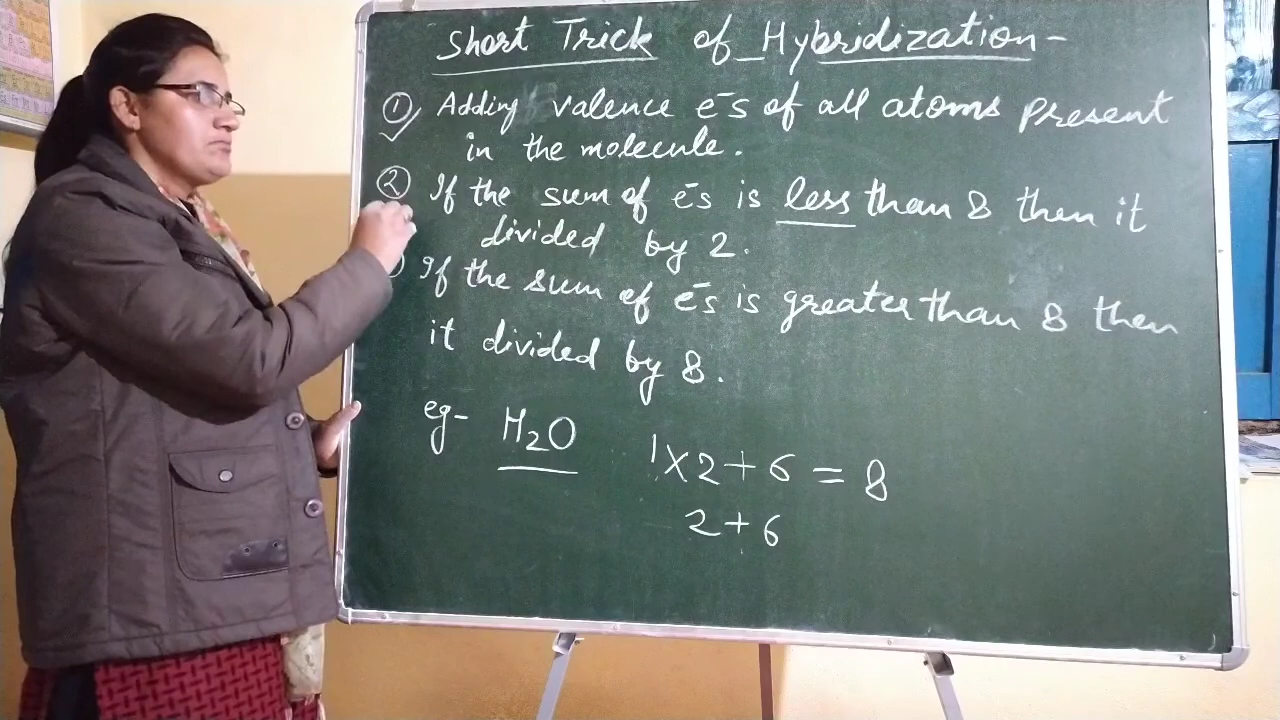 Short Trick of Hybridization-
① Adding valence e⁻s of all atoms present
in the molecule.
② If the sum of e⁻s is less than 8 then it
divided by 2.
If the sum of e⁻s is greater than 8 then
it divided by 8.
eg- H₂O 1×2+6=8
2+6